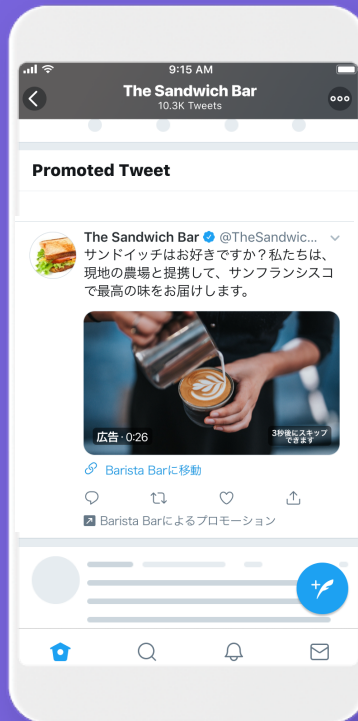 9:15 AM
The Sandwich Bar
10.3K Tweets
Promoted Tweet
The Sandwich Bar @TheSandwic...
サンドイッチはお好きですか？私たちは、
現地の農場と提携して、サンフランシスコ
で最高の味をお届けします。
広告·0:26
3秒後にスキップ
できます
Barista Barに移動
Barista Barによるプロモーション